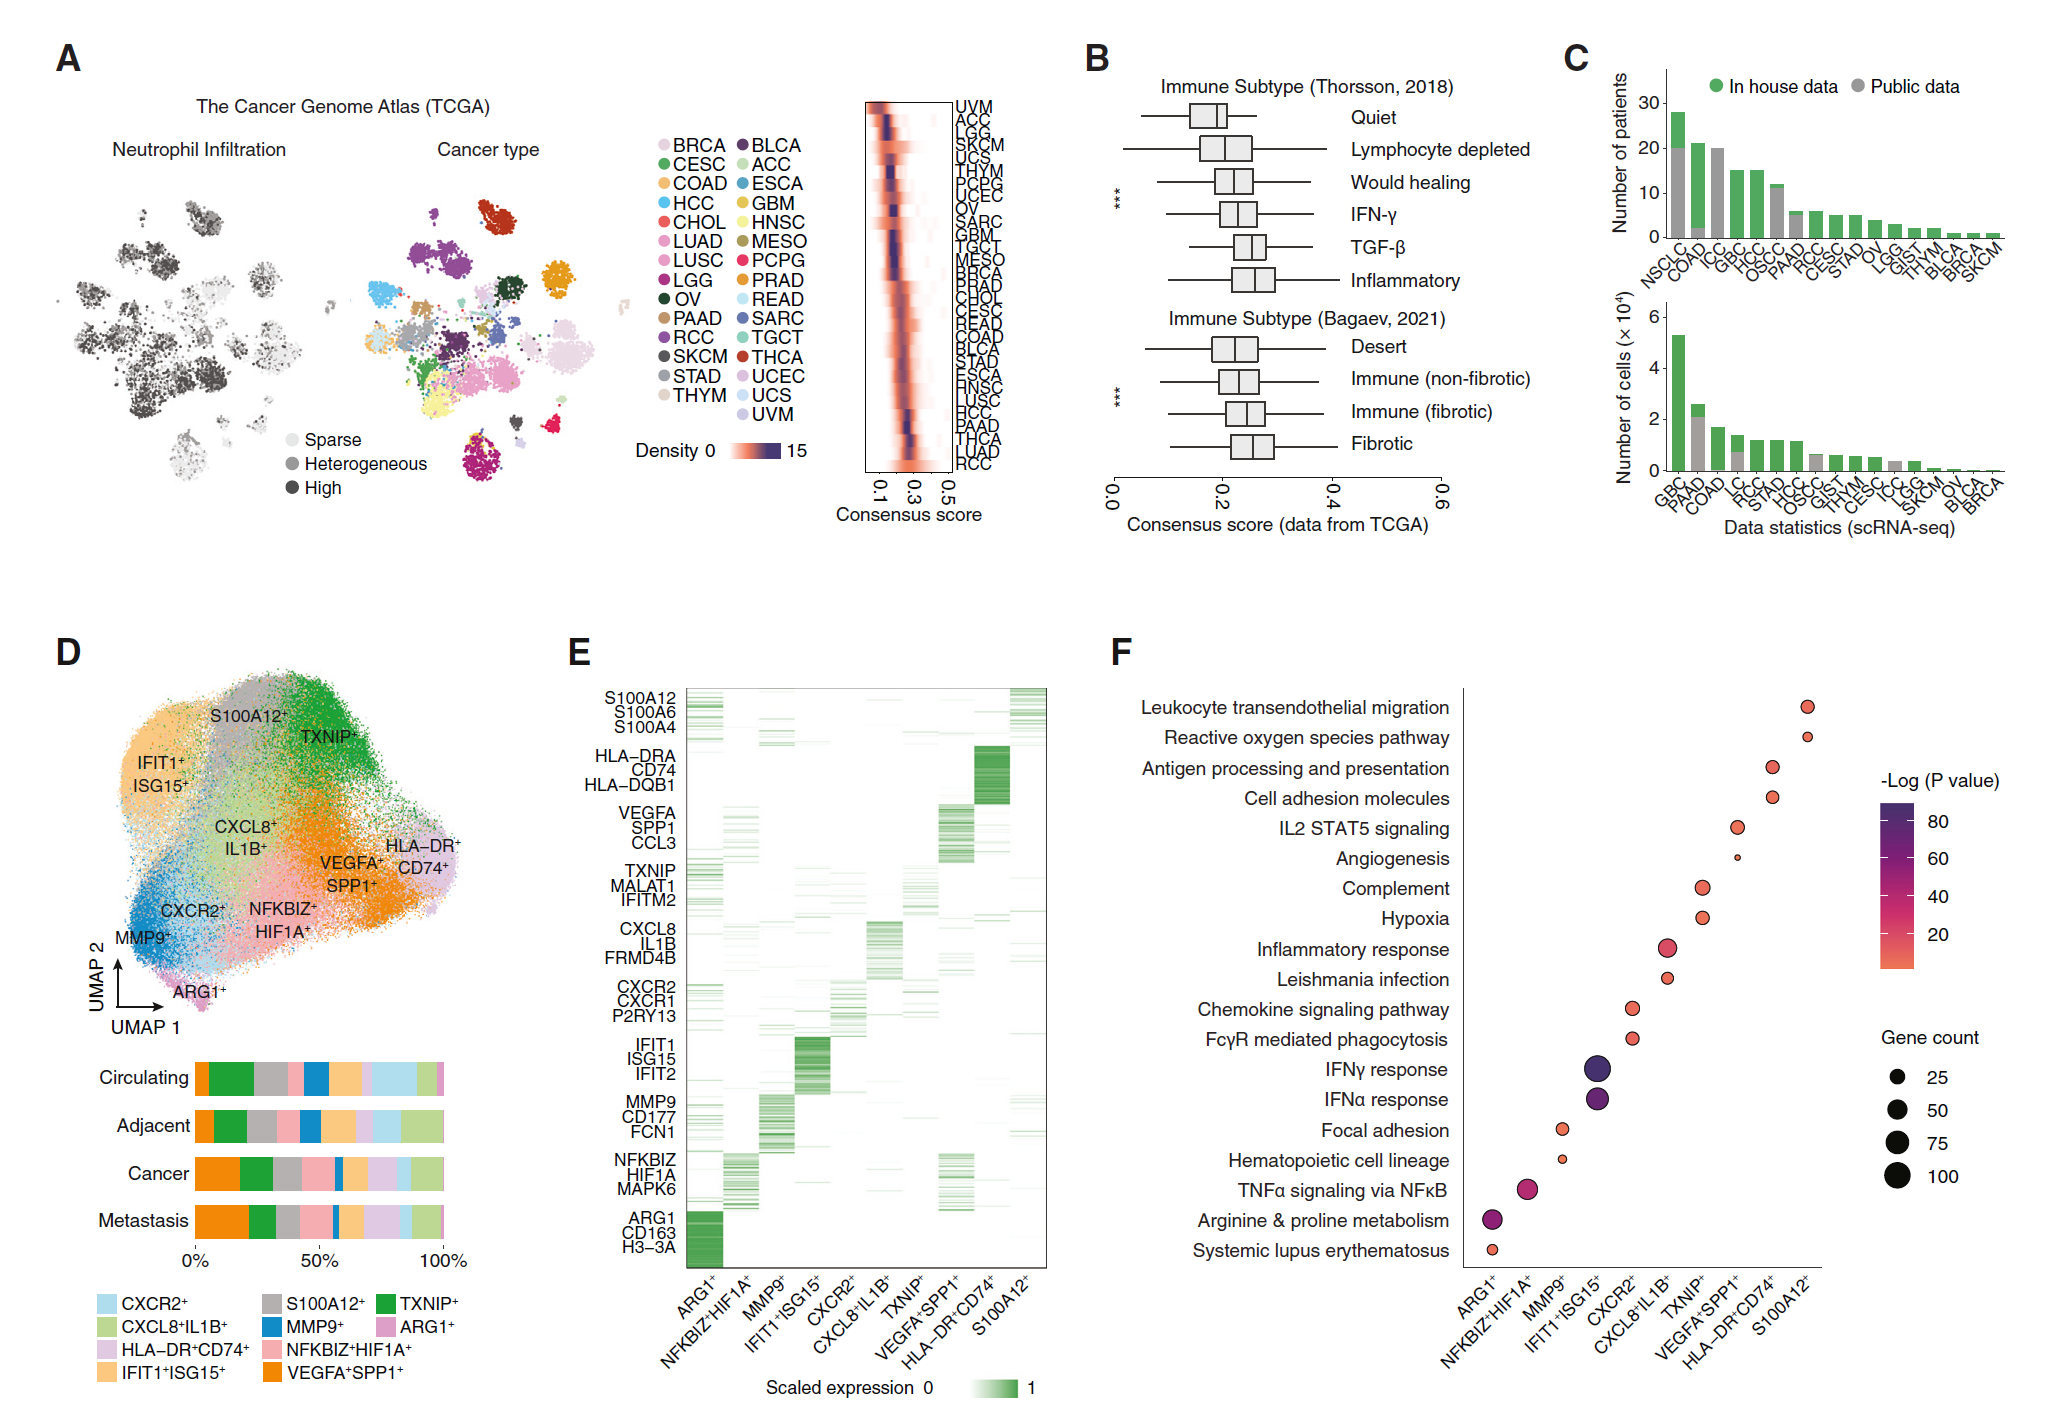 A
The Cancer Genome Atlas (TCGA)
Neutrophil Infiltration
Cancer type
Sparse
Heterogeneous
High
BRCA
CESC
COAD
HCC
CHOL
LUAD
LUSC
LGG
OV
PAAD
RCC
SKCM
STAD
THYM
BLCA
ACC
ESCA
GBM
HNSC
MESO
PCPG
PRAD
READ
SARC
TGCT
THCA
UCEC
UCS
UVM
Density 0 15
UVM
ACC
LGG
SKCM
UCS
THYM
PCPG
UCEC
OV
SARC
GBM
TGCT
MESO
BRCA
PRAD
CHOL
CESC
READ
COAD
BLCA
STAD
ESCA
HNSC
LUSC
HCC
PAAD
THCA
LUAD
RCC
0.1 0.3 0.5
Consensus score
B
Immune Subtype (Thorsson, 2018)
***
Quiet
Lymphocyte depleted
Would healing
IFN-γ
TGF-β
Inflammatory
Immune Subtype (Bagaev, 2021)
***
Desert
Immune (non-fibrotic)
Immune (fibrotic)
Fibrotic
0.0 0.2 0.4 0.6
Consensus score (data from TCGA)
C
In house data Public data
Number of patients
30
20
10
0
NSCLC COAD ICC GBC HCC OSCC PAAD RCC CESC STAD OV LGG GIST THYM BLCA BRCA SKCM
Number of cells (× 10⁴)
6
4
2
0
GBC PAAD COAD LC RCC STAD HCC OSCC GIST THYM CESC ICC LGG SKCM OV BLCA BRCA
Data statistics (scRNA-seq)
D
S100A12⁺
TXNIP⁺
IFIT1⁺
ISG15⁺
CXCL8⁺
IL1B⁺
HLA–DR⁺
CD74⁺
VEGFA⁺
SPP1⁺
CXCR2⁺
NFKBIZ⁺
HIF1A⁺
MMP9⁺
ARG1⁺
UMAP 2
UMAP 1
Circulating
Adjacent
Cancer
Metastasis
0% 50% 100%
CXCR2⁺
CXCL8⁺IL1B⁺
HLA–DR⁺CD74⁺
IFIT1⁺ISG15⁺
S100A12⁺
MMP9⁺
NFKBIZ⁺HIF1A⁺
VEGFA⁺SPP1⁺
TXNIP⁺
ARG1⁺
E
S100A12
S100A6
S100A4
HLA–DRA
CD74
HLA–DQB1
VEGFA
SPP1
CCL3
TXNIP
MALAT1
IFITM2
CXCL8
IL1B
FRMD4B
CXCR2
CXCR1
P2RY13
IFIT1
ISG15
IFIT2
MMP9
CD177
FCN1
NFKBIZ
HIF1A
MAPK6
ARG1
CD163
H3–3A
ARG1⁺
NFKBIZ⁺HIF1A⁺
MMP9⁺
IFIT1⁺ISG15⁺
CXCR2⁺
CXCL8⁺IL1B⁺
TXNIP⁺
VEGFA⁺SPP1⁺
HLA–DR⁺CD74⁺
S100A12⁺
Scaled expression 0 1
F
Leukocyte transendothelial migration
Reactive oxygen species pathway
Antigen processing and presentation
Cell adhesion molecules
IL2 STAT5 signaling
Angiogenesis
Complement
Hypoxia
Inflammatory response
Leishmania infection
Chemokine signaling pathway
FcγR mediated phagocytosis
IFNγ response
IFNα response
Focal adhesion
Hematopoietic cell lineage
TNFα signaling via NFκB
Arginine & proline metabolism
Systemic lupus erythematosus
ARG1⁺
NFKBIZ⁺HIF1A⁺
MMP9⁺
IFIT1⁺ISG15⁺
CXCR2⁺
CXCL8⁺IL1B⁺
TXNIP⁺
VEGFA⁺SPP1⁺
HLA–DR⁺CD74⁺
S100A12⁺
-Log (P value)
80
60
40
20
Gene count
25
50
75
100